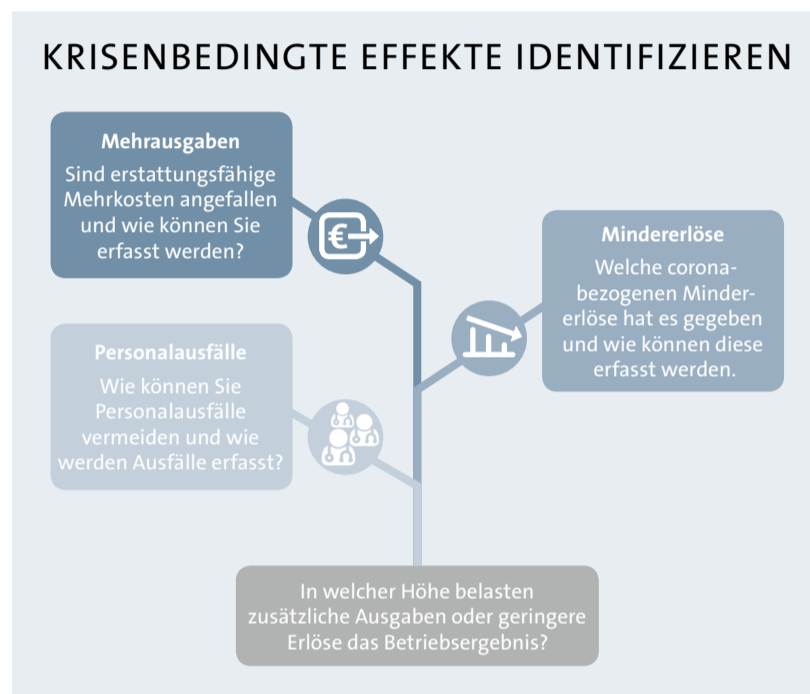 KRISENBEDINGTE EFFEKTE IDENTIFIZIEREN
Mehrausgaben
Sind erstattungsfähige
Mehrkosten angefallen
und wie können Sie
erfasst werden?
€
Mindererlöse
Welche corona-
bezogenen Minder-
erlöse hat es gegeben
und wie können diese
erfasst werden.
Personalausfälle
Wie können Sie
Personalausfälle
vermeiden und wie
werden Ausfälle erfasst?
In welcher Höhe belasten
zusätzliche Ausgaben oder geringere
Erlöse das Betriebsergebnis?